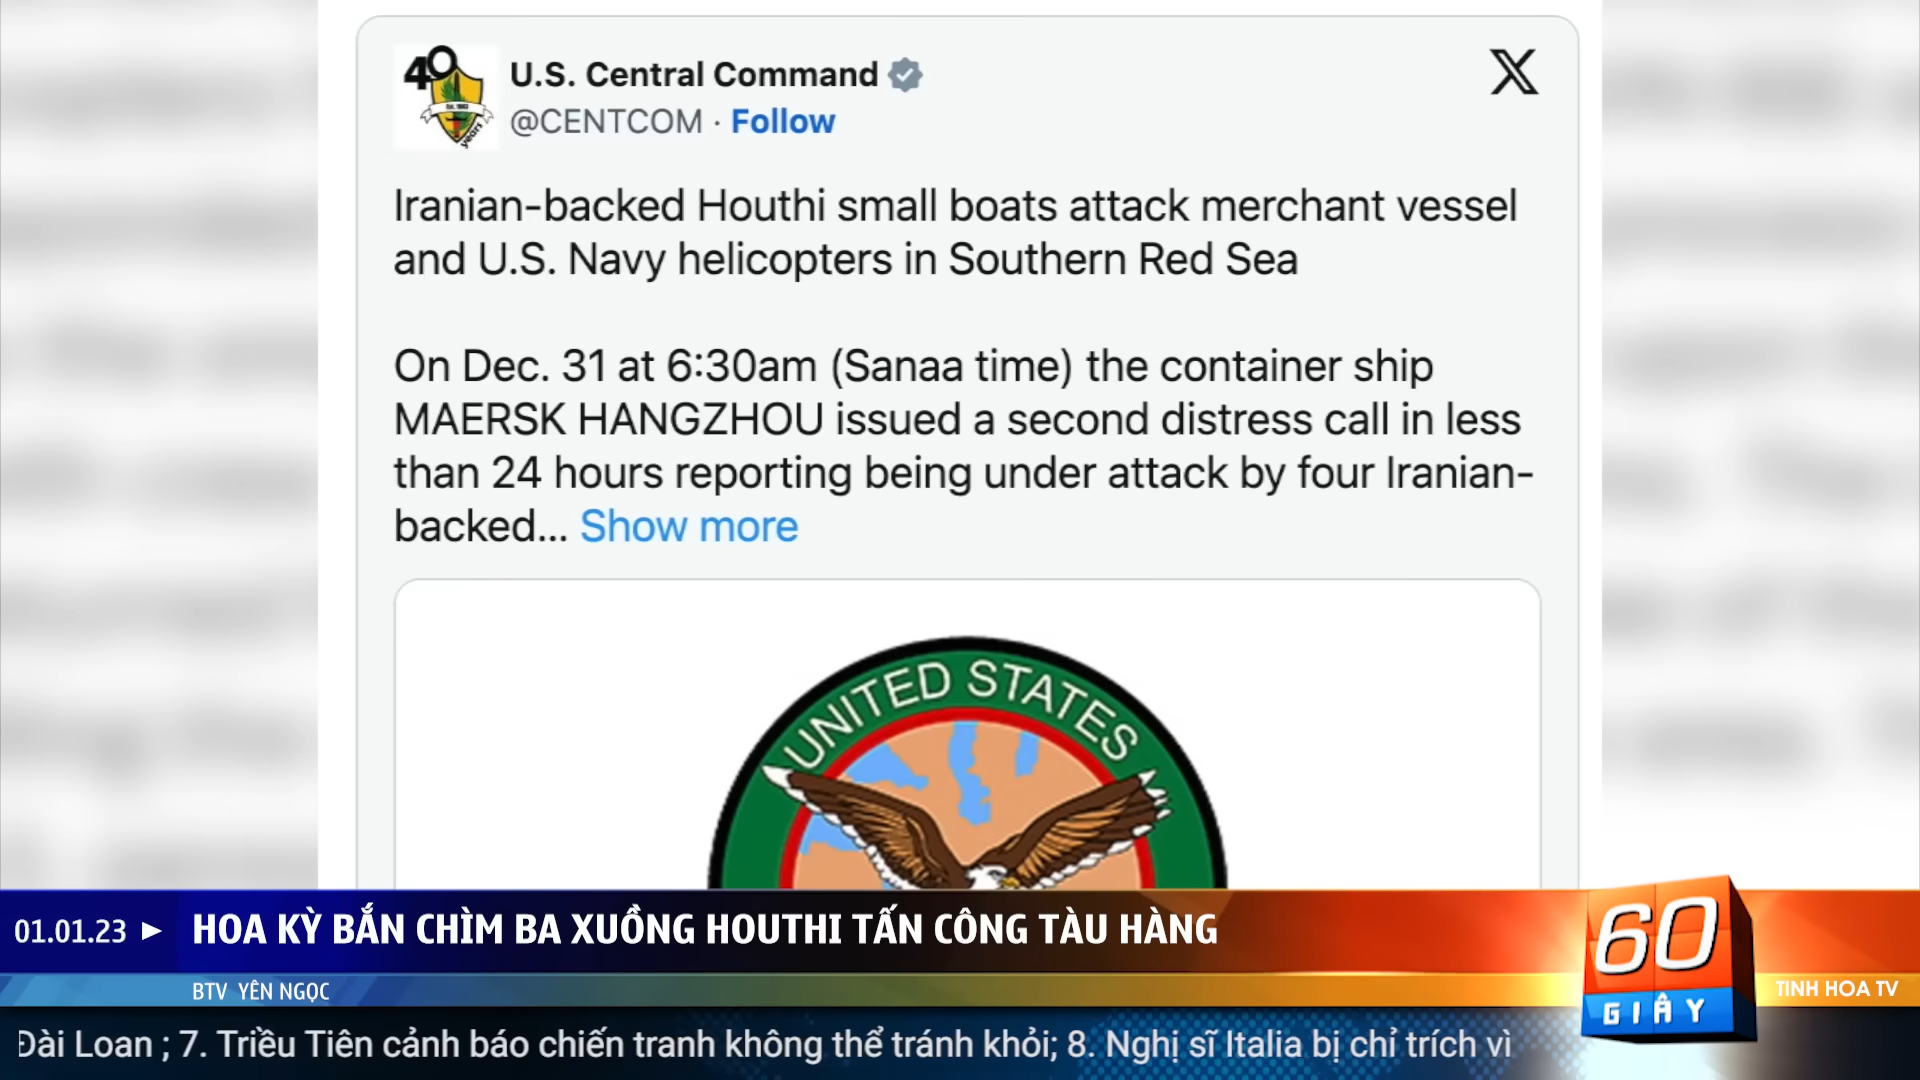 40
U.S. Central Command
@CENTCOM · Follow
Iranian-backed Houthi small boats attack merchant vessel
and U.S. Navy helicopters in Southern Red Sea
On Dec. 31 at 6:30am (Sanaa time) the container ship
MAERSK HANGZHOU issued a second distress call in less
than 24 hours reporting being under attack by four Iranian-
backed... Show more
UNITED STATES
01.01.23 HOA KỲ BẮN CHÌM BA XUỒNG HOUTHI TẤN CÔNG TÀU HÀNG
BTV YÊN NGỌC
60
GIÂY
TINH HOA TV
Đài Loan ; 7. Triều Tiên cảnh báo chiến tranh không thể tránh khỏi; 8. Nghị sĩ Italia bị chỉ trích vì